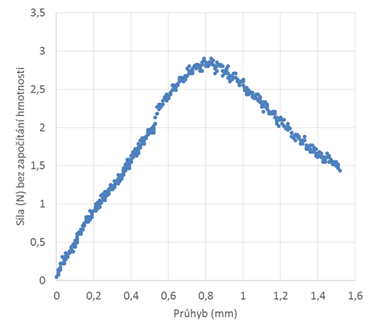 3,5
3
2,5
2
1,5
1
0,5
0
Síla (N) bez započítání hmotnosti
0 0,2 0,4 0,6 0,8 1 1,2 1,4 1,6
Průhyb (mm)